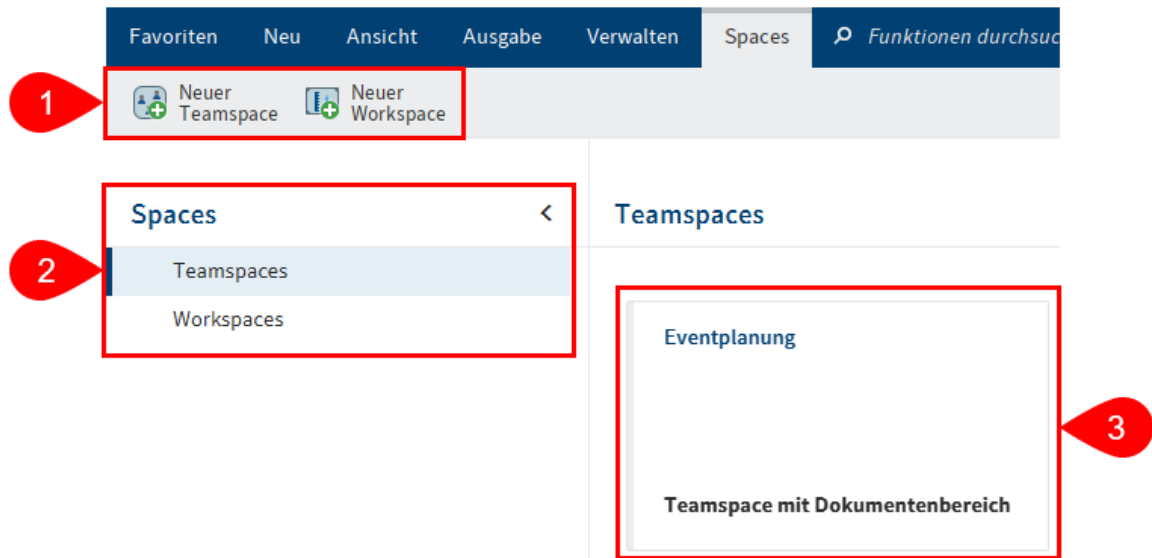 Favoriten Neu Ansicht Ausgabe Verwalten Spaces Funktionen durchsuc
1
Neuer Neuer
Teamspace Workspace
Spaces < Teamspaces
2
Teamspaces
Workspaces
Eventplanung
3
Teamspace mit Dokumentenbereich